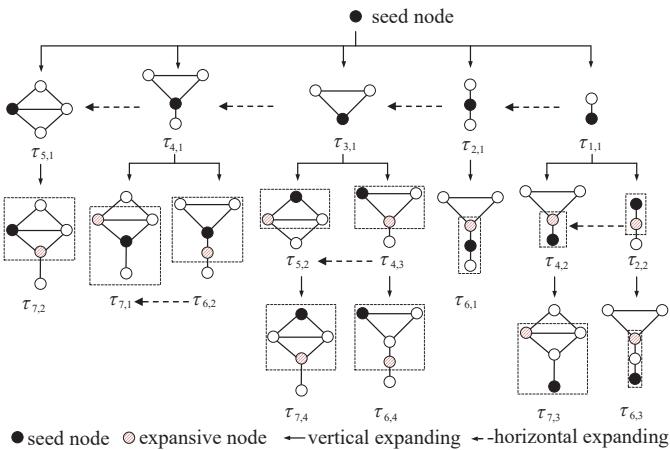 seed node
τ5,1 τ4,1 τ3,1 τ2,1 τ1,1
τ7,2 τ7,1 τ6,2 τ5,2 τ4,3 τ6,1 τ4,2 τ2,2
τ7,4 τ6,4 τ7,3 τ6,3
seed node expansive node vertical expanding horizontal expanding